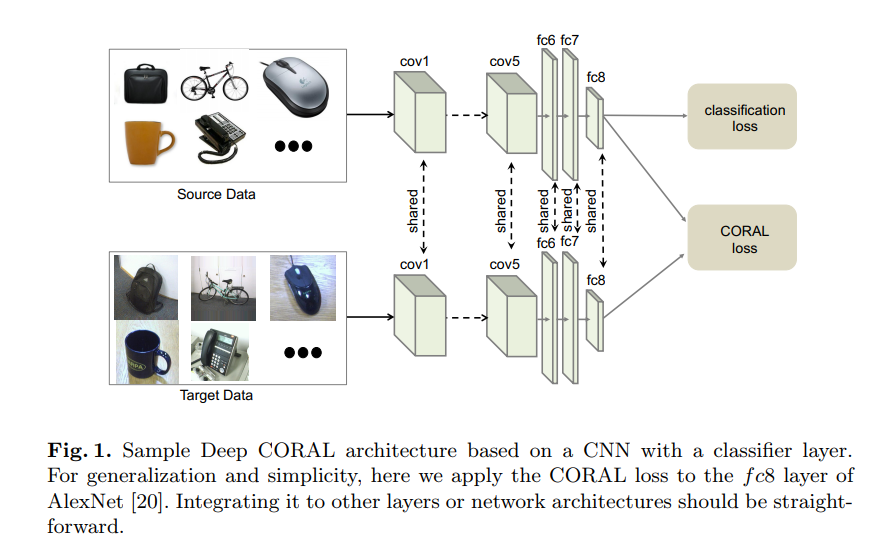 cov1
cov5
fc6 fc7
fc8
classification
loss
Source Data
shared
shared
shared
shared
shared
CORAL
loss
cov1
cov5
fc6 fc7
fc8
Target Data
Fig. 1. Sample Deep CORAL architecture based on a CNN with a classifier layer.
For generalization and simplicity, here we apply the CORAL loss to the fc8 layer of
AlexNet [20]. Integrating it to other layers or network architectures should be straight-
forward.